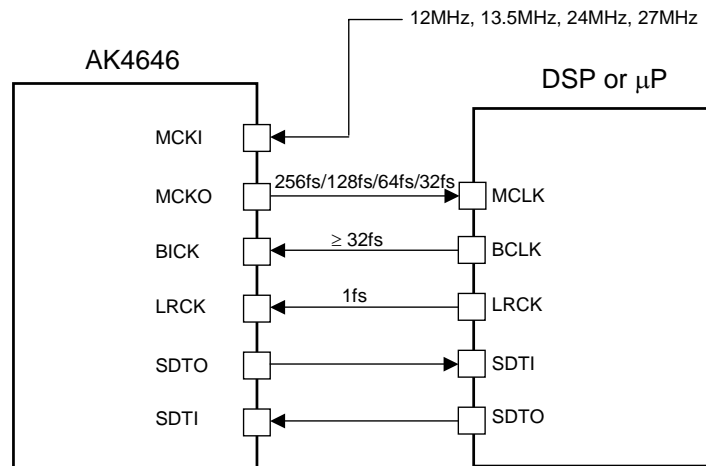 12MHz, 13.5MHz, 24MHz, 27MHz
AK4646
DSP or μP
MCKI
MCKO
256fs/128fs/64fs/32fs
MCLK
BICK
≥ 32fs
BCLK
LRCK
1fs
LRCK
SDTO
SDTI
SDTI
SDTO